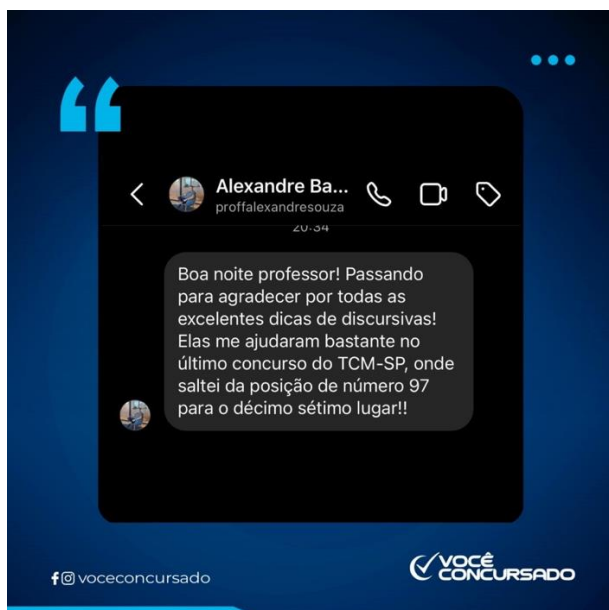 Alexandre Ba...
proffalexandresouza
20:34
Boa noite professor! Passando
para agradecer por todas as
excelentes dicas de discursivas!
Elas me ajudaram bastante no
último concurso do TCM-SP, onde
saltei da posição de número 97
para o décimo sétimo lugar!!
voceconcursado
VOCÊ
CONCURSADO